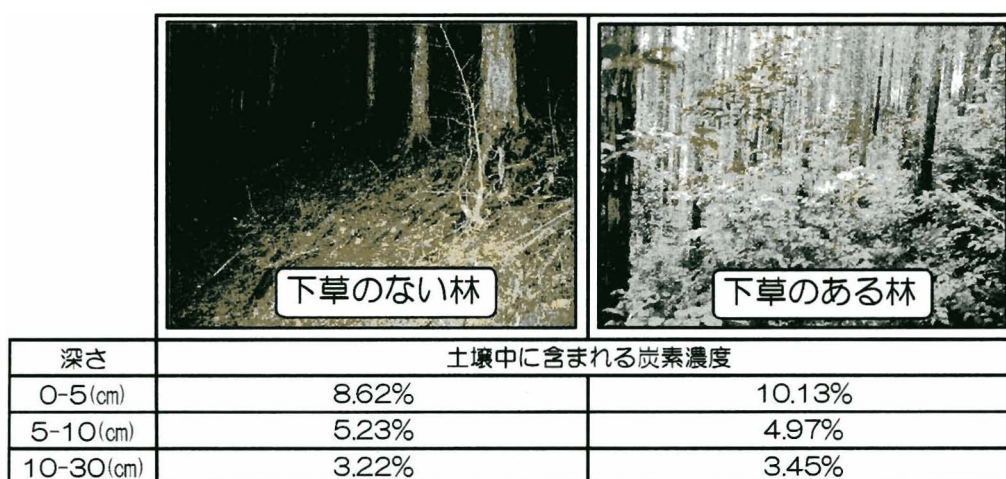 下草のない林
下草のある林
深さ 土壌中に含まれる炭素濃度
0-5(cm) 8.62% 10.13%
5-10(cm) 5.23% 4.97%
10-30(cm) 3.22% 3.45%